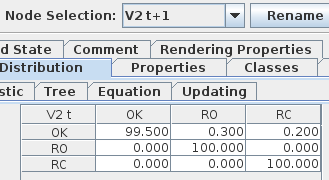 Node Selection: V2 t+1 Rename
d State Comment Rendering Properties
Distribution Properties Classes
stic Tree Equation Updating
V2 t OK RO RC
OK 99.500 0.300 0.200
RO 0.000 100.000 0.000
RC 0.000 0.000 100.000